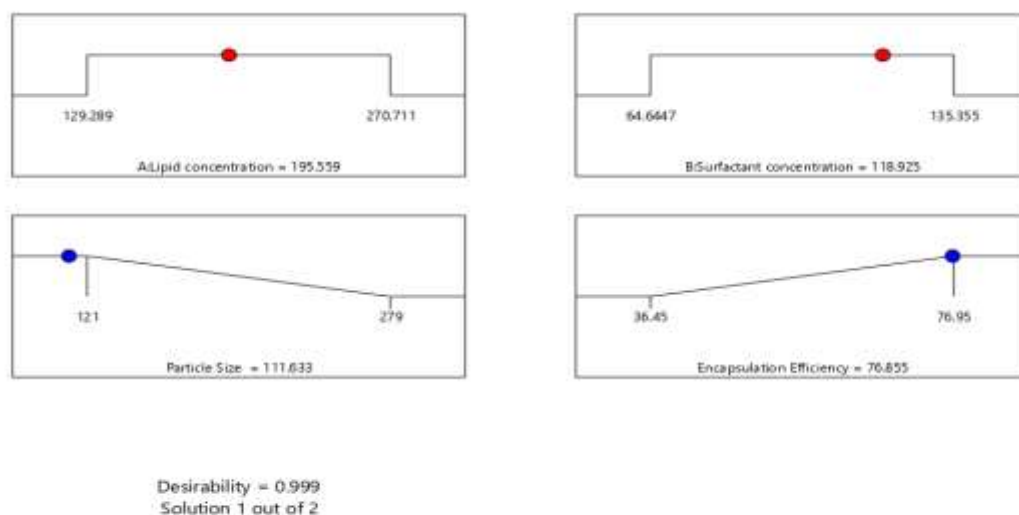 129.289 270.711
A:Lipid concentration = 195.559
64.6447 135.355
B:Surfactant concentration = 118.925
121 279
Particle Size = 111.633
36.45 76.95
Encapsulation Efficiency = 76.855
Desirability = 0.999
Solution 1 out of 2